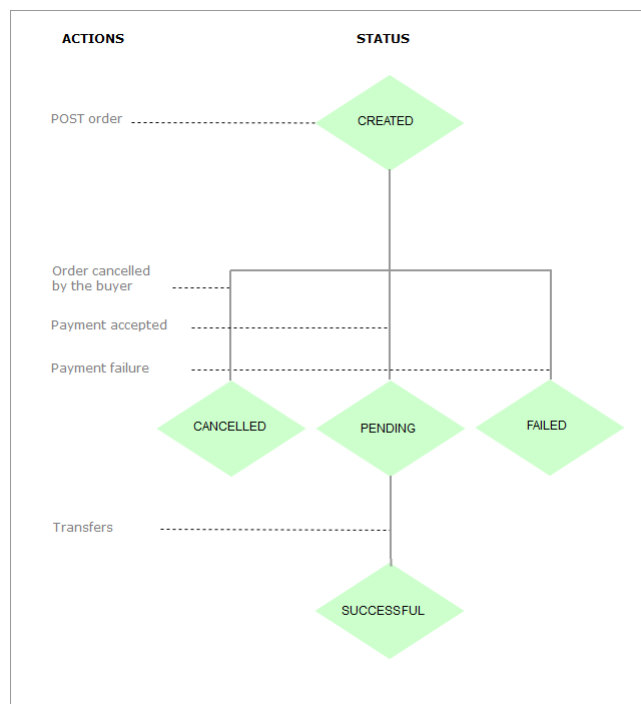 ACTIONS
STATUS
POST order
CREATED
Order cancelled
by the buyer
Payment accepted
Payment failure
CANCELLED
PENDING
FAILED
Transfers
SUCCESSFUL